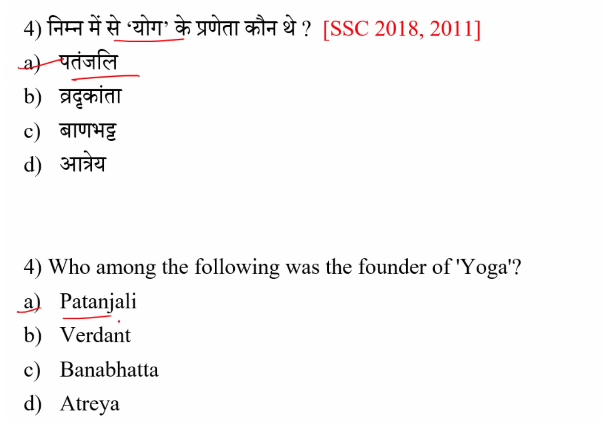 4) निम्न में से ‘योग’ के प्रणेता कौन थे ? [SSC 2018, 2011]
a) पतंजलि
b) व्रदृकांता
c) बाणभट्ट
d) आत्रेय
4) Who among the following was the founder of 'Yoga'?
a) Patanjali
b) Verdant
c) Banabhatta
d) Atreya